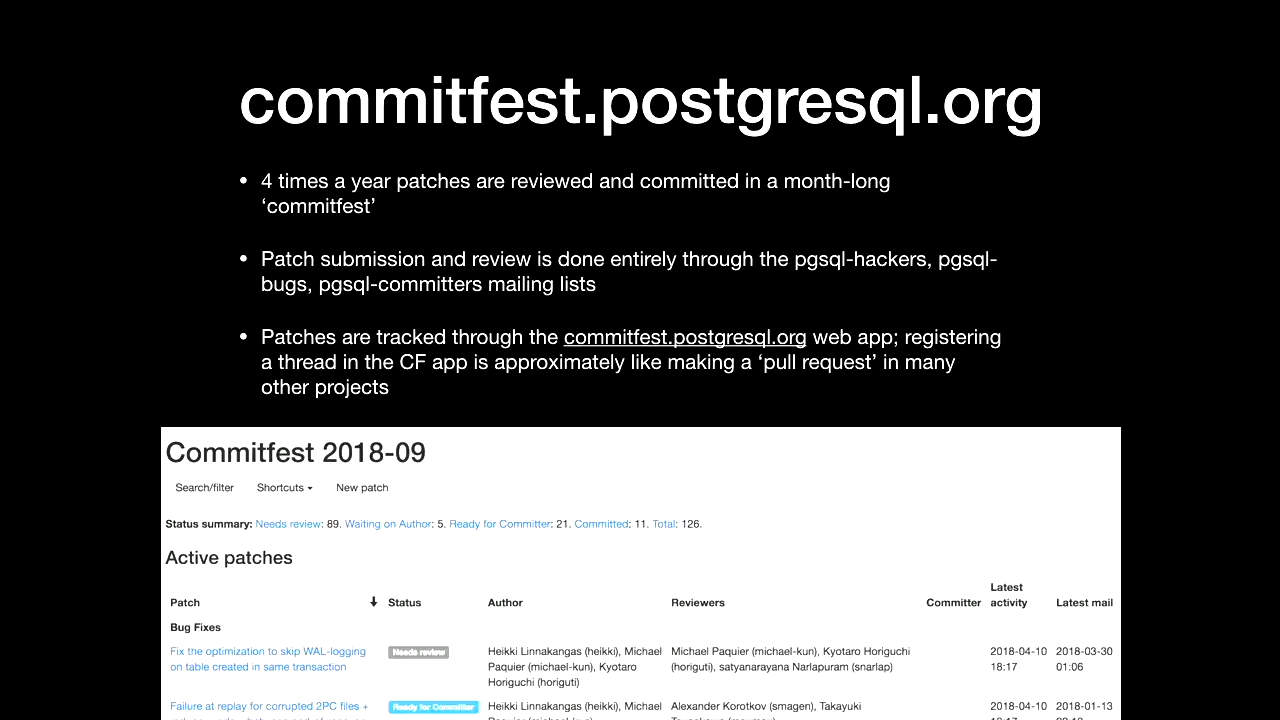 commitfest.postgresql.org
• 4 times a year patches are reviewed and committed in a month-long
‘commitfest’
• Patch submission and review is done entirely through the pgsql-hackers, pgsql-
bugs, pgsql-committers mailing lists
• Patches are tracked through the commitfest.postgresql.org web app; registering
a thread in the CF app is approximately like making a ‘pull request’ in many
other projects
Commitfest 2018-09
Search/filter Shortcuts New patch
Status summary: Needs review: 89. Waiting on Author: 5. Ready for Committer: 21. Committed: 11. Total: 126.
Active patches
Patch Status Author Reviewers Committer Latest activity Latest mail
Bug Fixes
Fix the optimization to skip WAL-logging Needs review Heikki Linnakangas (heikki), Michael Michael Paquier (michael-kun), Kyotaro Horiguchi 2018-04-10 2018-03-30
on table created in same transaction Paquier (michael-kun), Kyotaro (horiguti), satyanarayana Narlapuram (snarlap) 18:17 01:06
Horiguchi (horiguti)
Failure at replay for corrupted 2PC files + Ready for Committer Heikki Linnakangas (heikki), Michael Alexander Korotkov (smagen), Takayuki 2018-04-10 2018-01-13